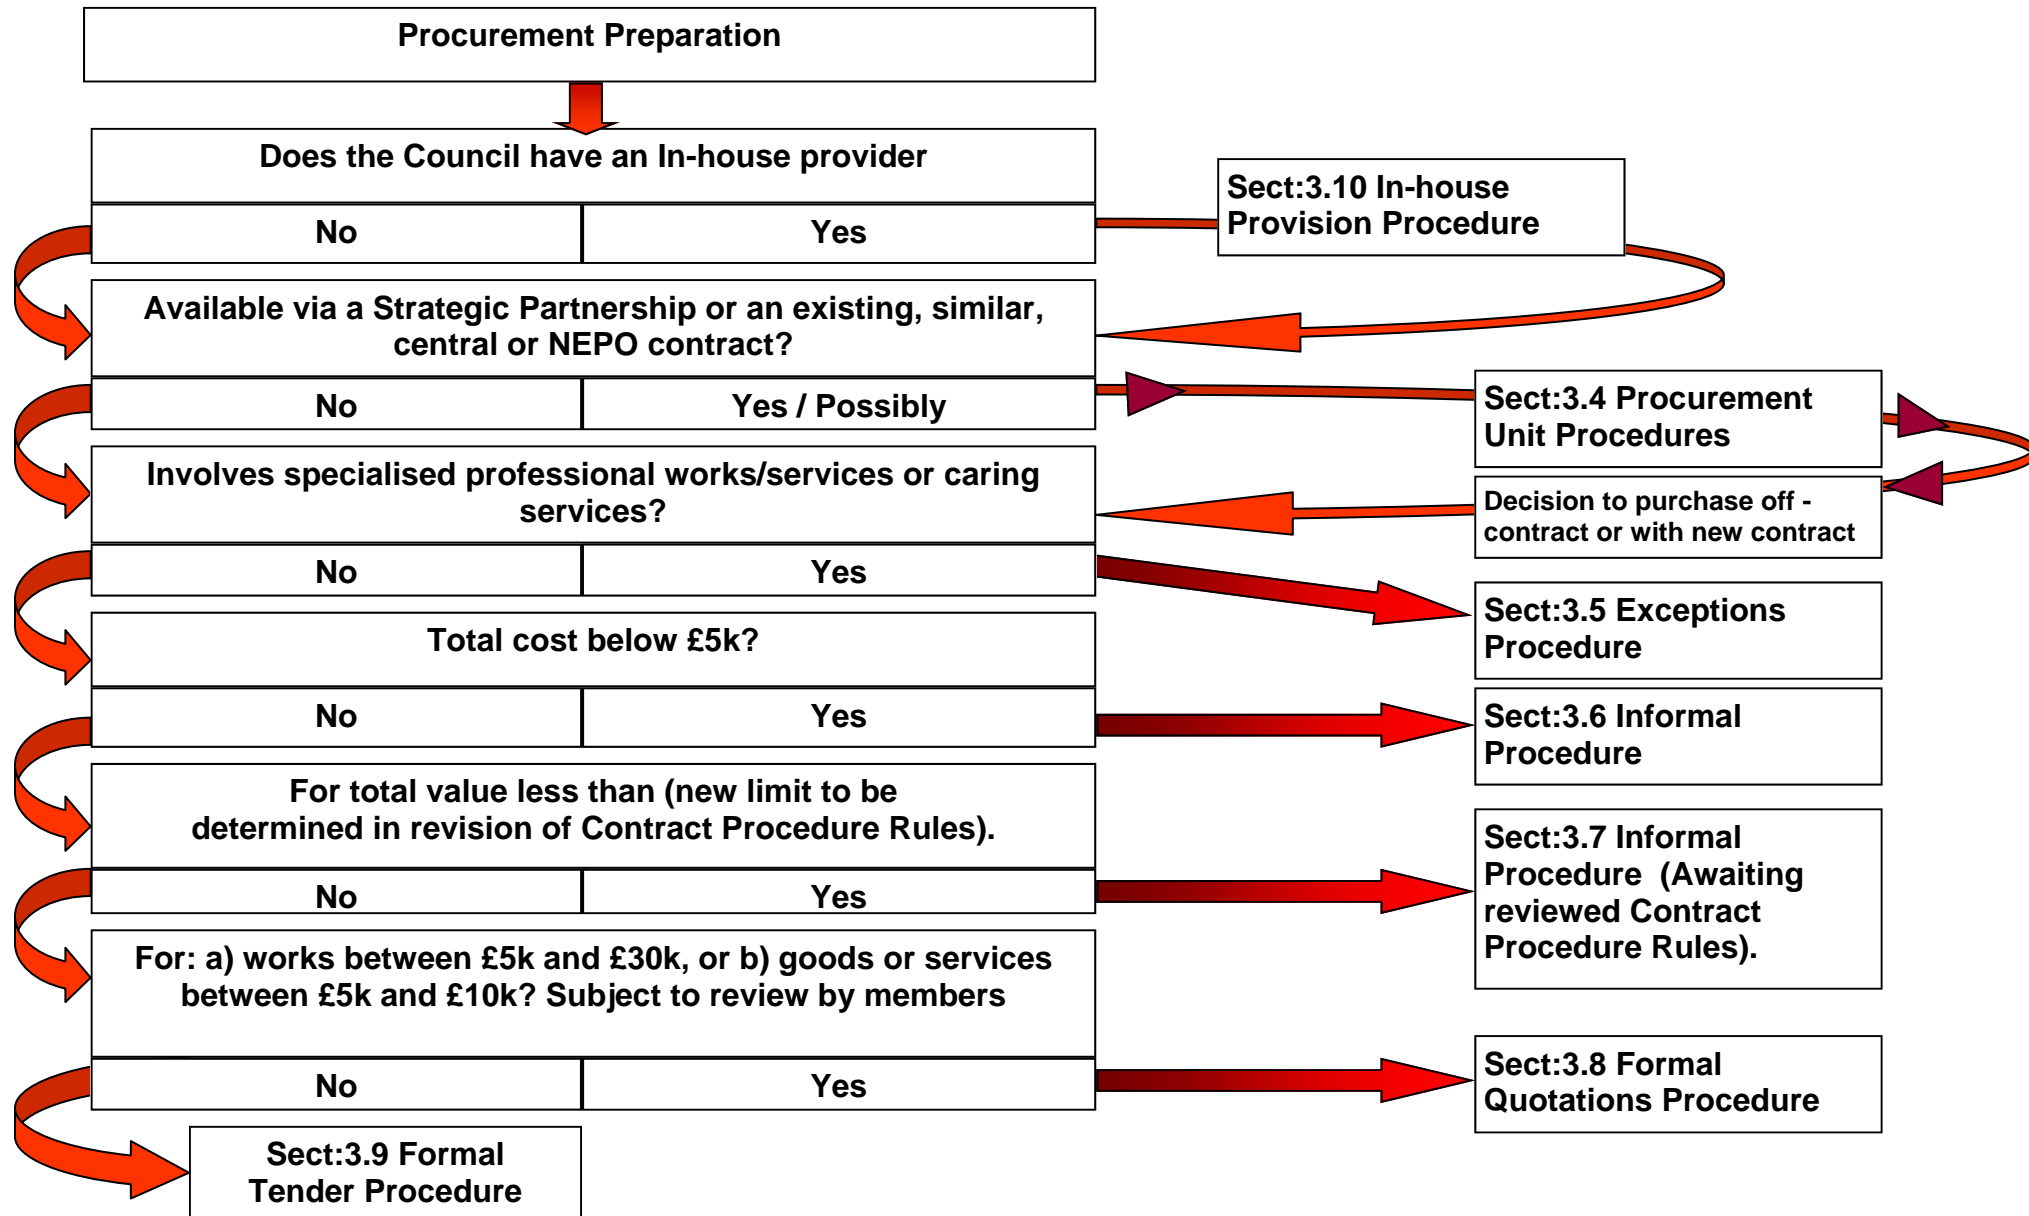 Procurement Preparation
Does the Council have an In-house provider
No
Yes
Sect:3.10 In-house
Provision Procedure
Available via a Strategic Partnership or an existing, similar,
central or NEPO contract?
No
Yes / Possibly
Sect:3.4 Procurement
Unit Procedures
Involves specialised professional works/services or caring
services?
Decision to purchase off -
contract or with new contract
No
Yes
Sect:3.5 Exceptions
Procedure
Total cost below £5k?
No
Yes
Sect:3.6 Informal
Procedure
For total value less than (new limit to be
determined in revision of Contract Procedure Rules).
No
Yes
Sect:3.7 Informal
Procedure  (Awaiting
reviewed Contract
Procedure Rules).
For: a) works between £5k and £30k, or b) goods or services
between £5k and £10k? Subject to review by members
No
Yes
Sect:3.8 Formal
Quotations Procedure
Sect:3.9 Formal
Tender Procedure